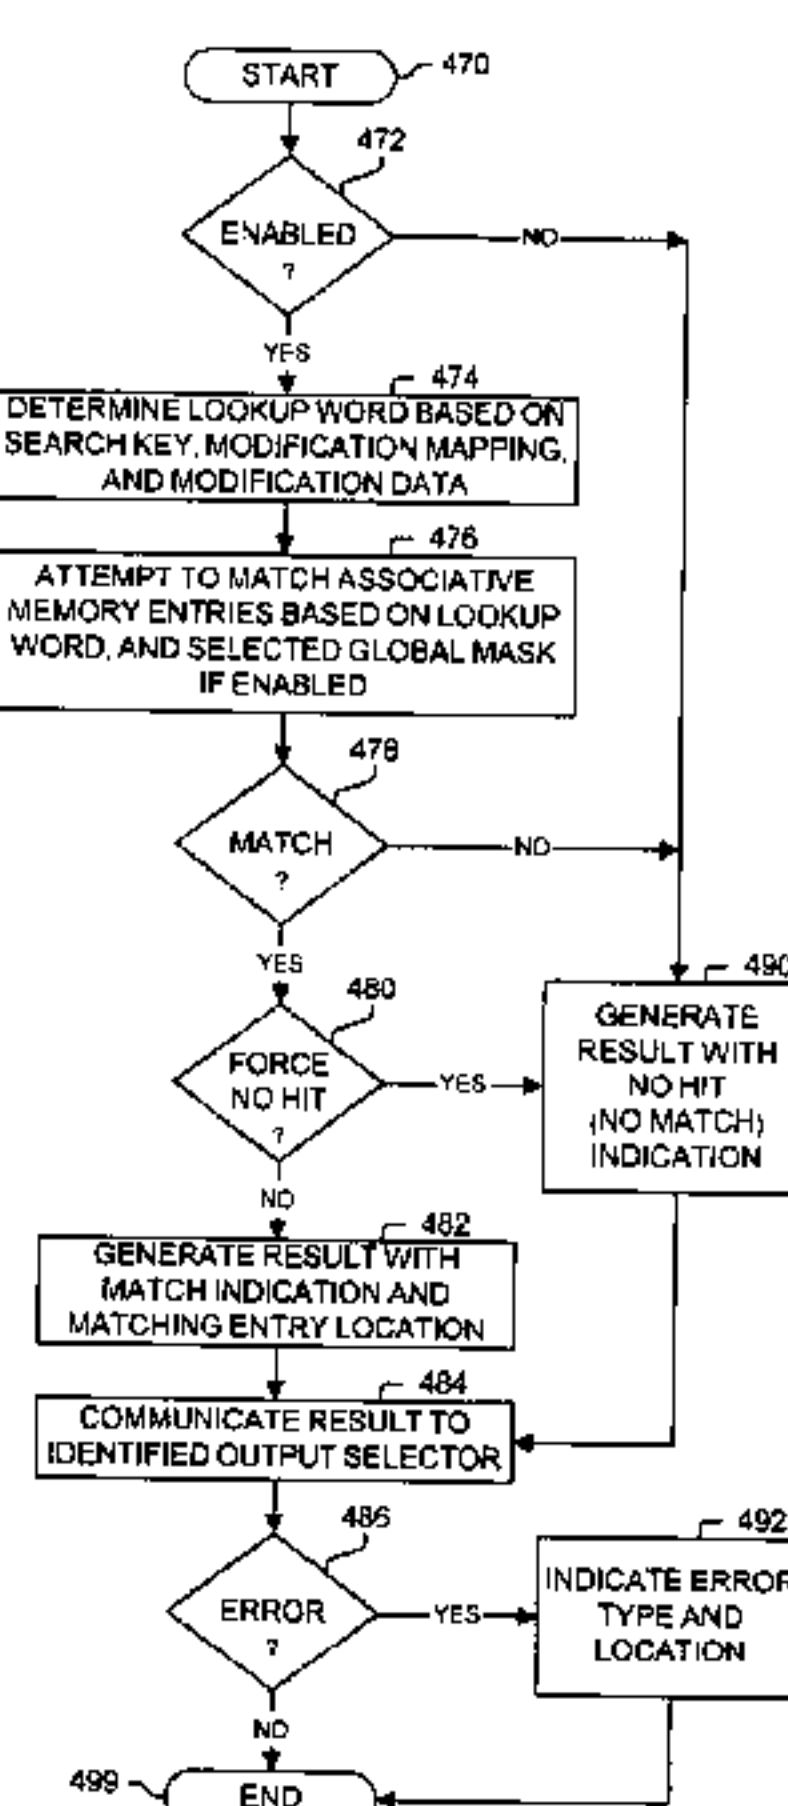 START
470
472
ENABLED
?
NO
YES
474
DETERMINE LOOKUP WORD BASED ON
SEARCH KEY, MODIFICATION MAPPING,
AND MODIFICATION DATA
476
ATTEMPT TO MATCH ASSOCIATIVE
MEMORY ENTRIES BASED ON LOOKUP
WORD, AND SELECTED GLOBAL MASK
IF ENABLED
478
MATCH
?
NO
YES
480
FORCE
NO HIT
?
YES
490
GENERATE
RESULT WITH
NO HIT
(NO MATCH)
INDICATION
NO
482
GENERATE RESULT WITH
MATCH INDICATION AND
MATCHING ENTRY LOCATION
484
COMMUNICATE RESULT TO
IDENTIFIED OUTPUT SELECTOR
486
ERROR
?
YES
492
INDICATE ERROR
TYPE AND
LOCATION
NO
499
END